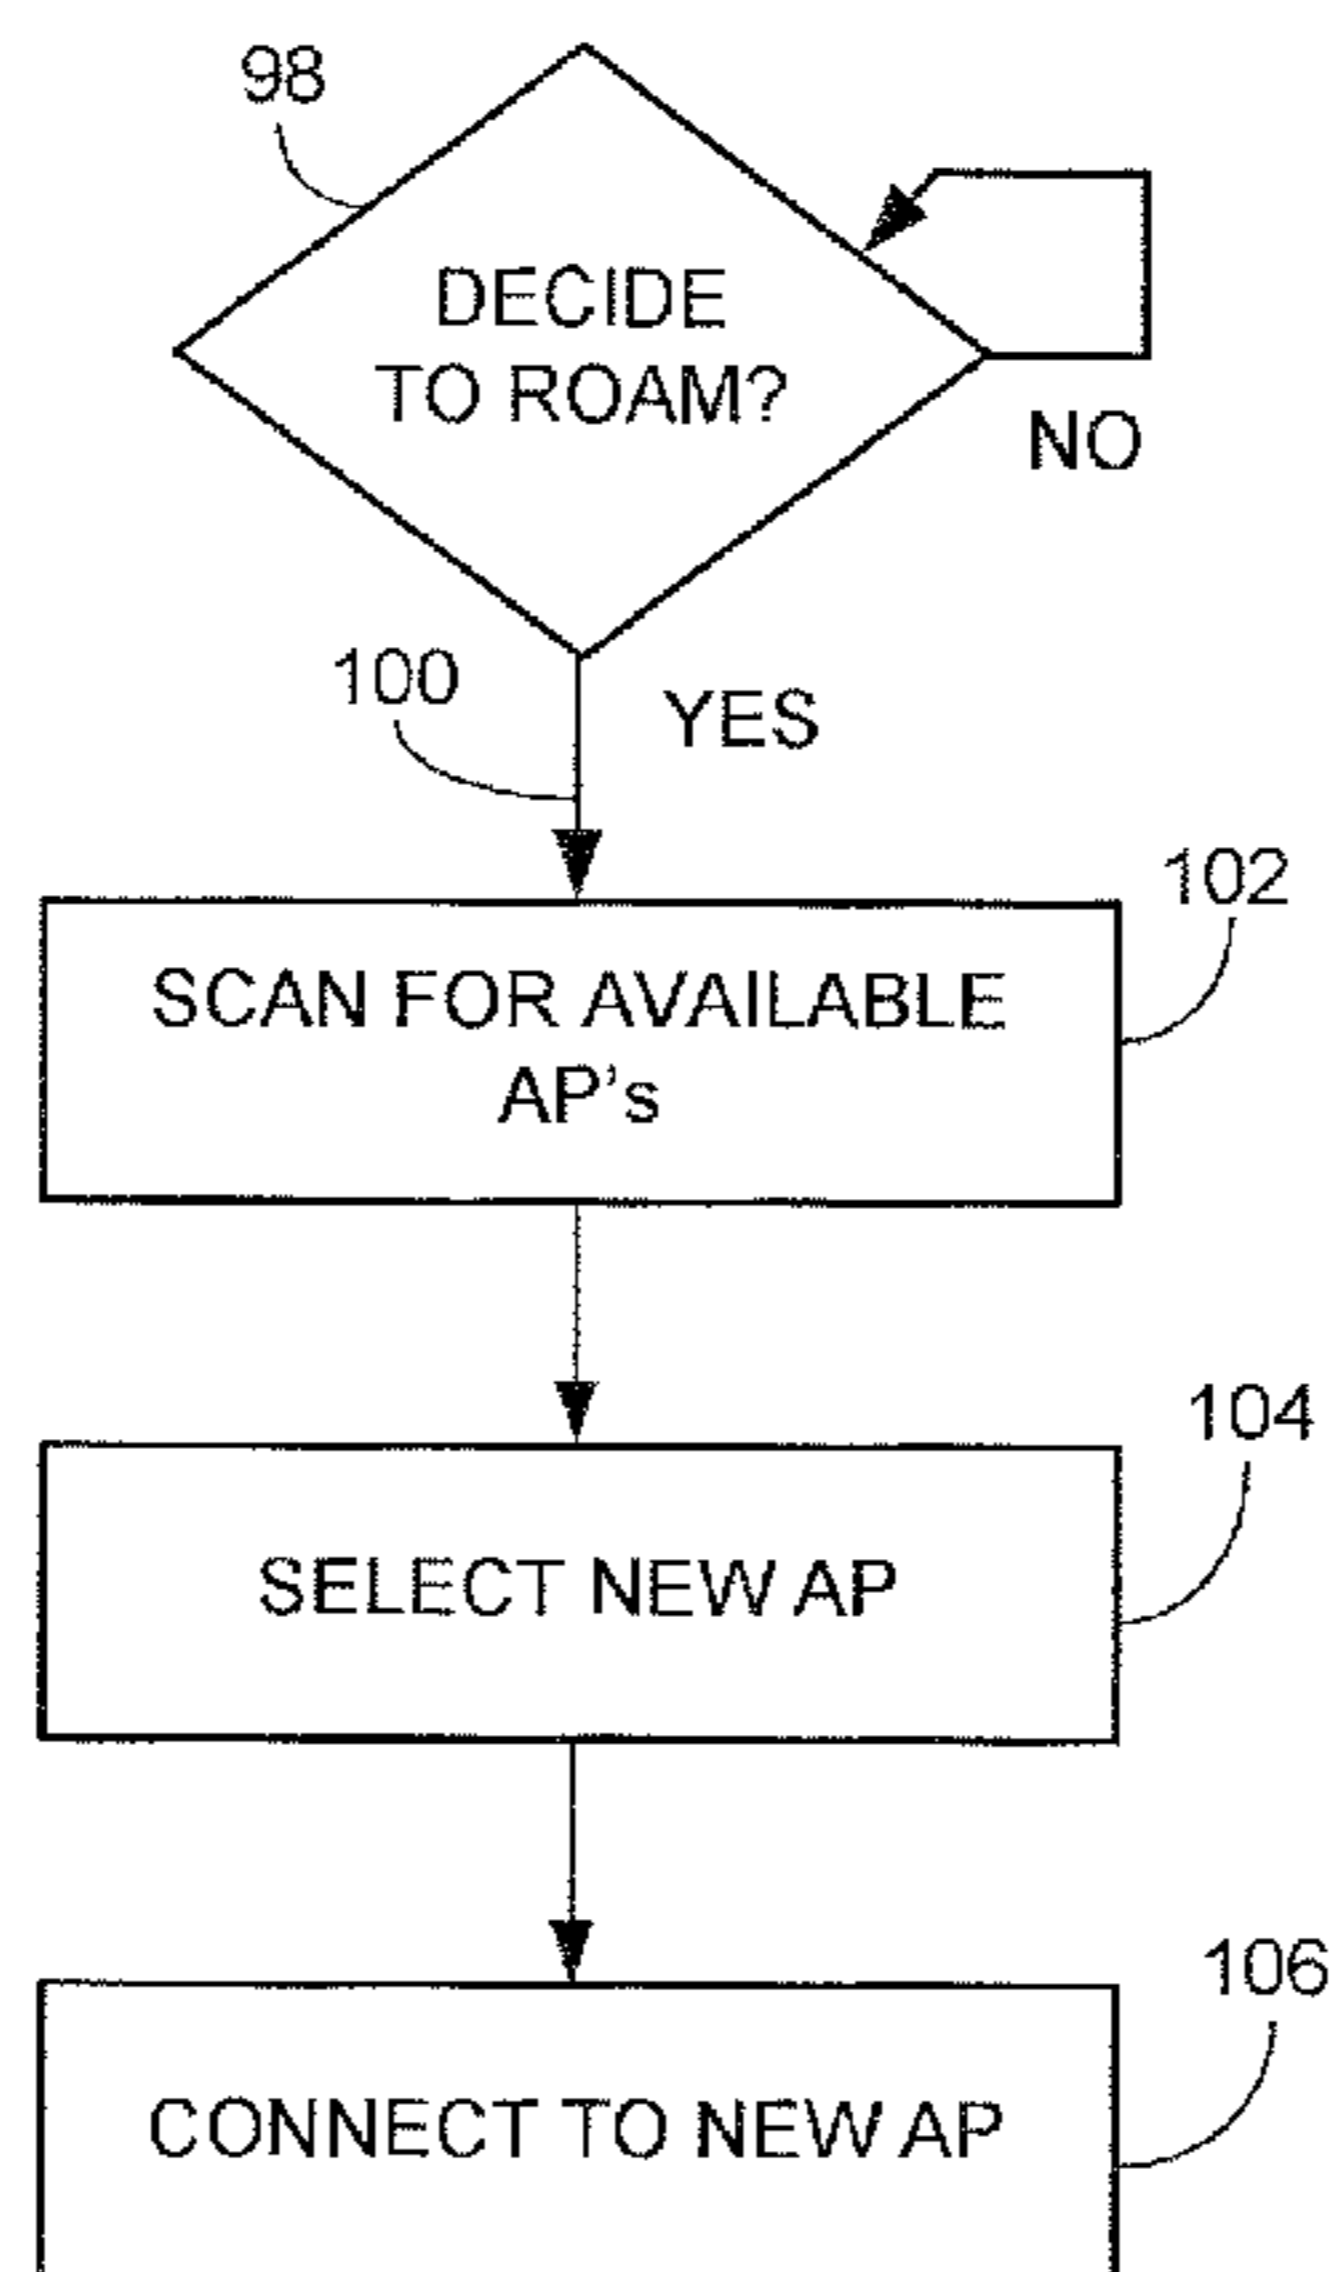 98
DECIDE
TO ROAM?
NO
100
YES
102
SCAN FOR AVAILABLE
AP's
104
SELECT NEW AP
106
CONNECT TO NEW AP